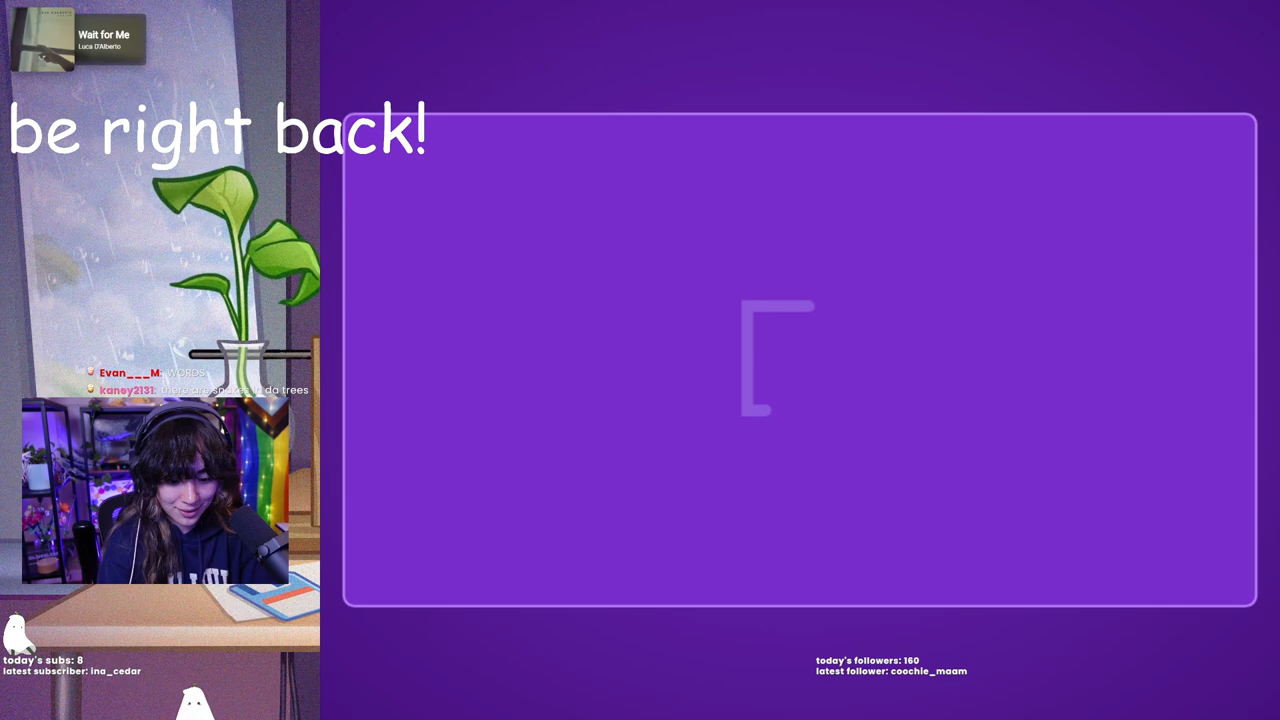 Wait for Me
Luca D'Alberto
be right back!
Evan___M: WORDS
kaney2131: there are snakes in da trees
today's subs: 8
latest subscriber: ina_cedar
today's followers: 160
latest follower: coochie_maam